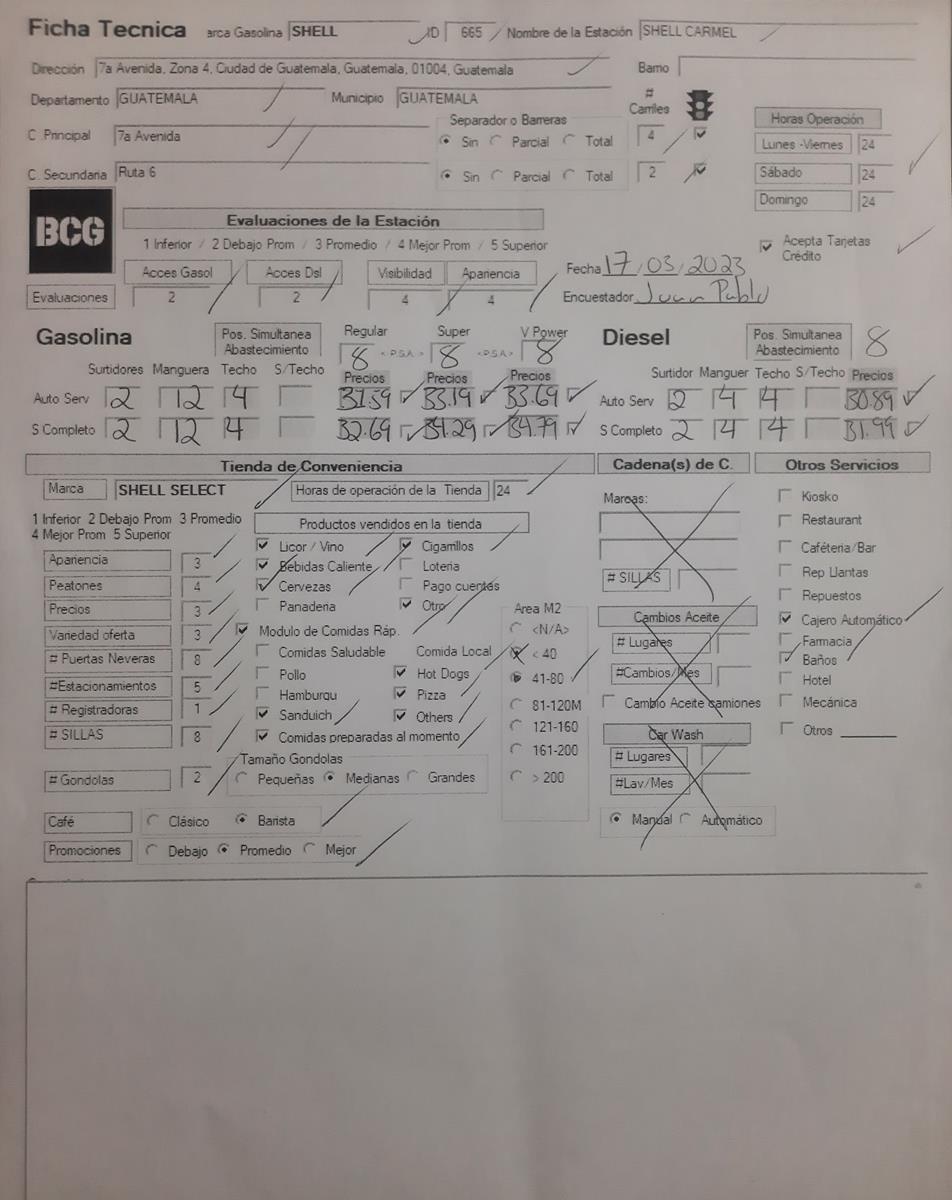 Ficha Tecnica arca Gasolina SHELL ID 665 Nombre de la Estación SHELL CARMEL
Dirección 7a Avenida, Zona 4, Ciudad de Guatemala, Guatemala, 01004, Guatemala Barrio
Departamento GUATEMALA Municipio GUATEMALA # Carriles
C. Principal 7a Avenida Separador o Barreras Sin Parcial Total 4
C. Secundaria Ruta 6 Sin Parcial Total 2
Horas Operación
Lunes -Viernes 24
Sábado 24
Domingo 24
BCG
Evaluaciones de la Estación
1 Inferior / 2 Debajo Prom / 3 Promedio / 4 Mejor Prom / 5 Superior
Acepta Tarjetas Crédito
Acces Gasol Acces Dsl Visibilidad Apariencia
Evaluaciones 2 2 4 4
Fecha 17/03/2023
Encuestador Juan Pablo
Gasolina Pos. Simultanea Abastecimiento Regular 8 < P.S.A. > Super 8 < P.S.A. > V Power 8
Surtidores Manguera Techo S/Techo Precios Precios Precios
Auto Serv 2 12 4 31.59 33.19 33.69
S Completo 2 12 4 32.69 34.29 34.79
Diesel Pos. Simultanea Abastecimiento 8
Surtidor Manguer Techo S/Techo Precios
Auto Serv 2 4 4 30.89
S Completo 2 4 4 31.99
Tienda de Conveniencia
Marca SHELL SELECT Horas de operación de la Tienda 24
1 Inferior 2 Debajo Prom 3 Promedio
4 Mejor Prom 5 Superior
Apariencia 3
Peatones 4
Precios 3
Variedad oferta 3
# Puertas Neveras 8
#Estacionamientos 5
# Registradoras 1
# SILLAS 8
# Gondolas 2
Productos vendidos en la tienda
Licor / Vino Cigarrillos
Bebidas Caliente Loteria
Cervezas Pago cuentas
Panaderia Otro
Modulo de Comidas Ráp.
Comidas Saludable Comida Local
Pollo Hot Dogs
Hamburgu Pizza
Sanduich Others
Comidas preparadas al momento
Area M2
<N/A>
< 40
41-80
81-120M
121-160
161-200
> 200
Tamaño Gondolas
Pequeñas Medianas Grandes
Café Clásico Barista
Promociones Debajo Promedio Mejor
Cadena(s) de C.
Marcas:
# SILLAS
Cambios Aceite
# Lugares
#Cambios/Mes
Cambio Aceite camiones
Car Wash
# Lugares
#Lav/Mes
Manual Automático
Otros Servicios
Kiosko
Restaurant
Caféteria/Bar
Rep Llantas
Repuestos
Cajero Automático
Farmacia
Baños
Hotel
Mecánica
Otros